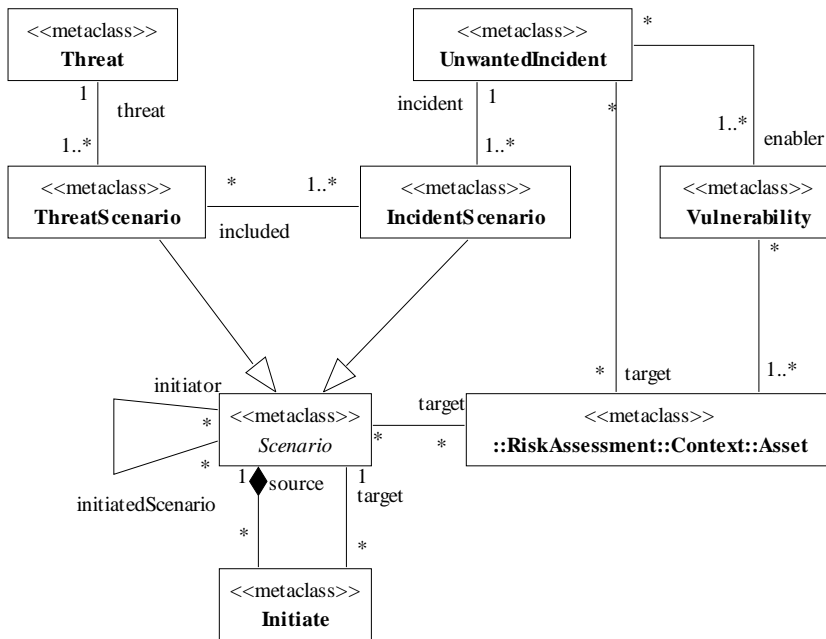 <<metaclass>>
Threat
<<metaclass>>
UnwantedIncident
*
1
threat
incident
1
*
1..*
1..*
1..*
enabler
<<metaclass>>
ThreatScenario
*
1..*
included
<<metaclass>>
IncidentScenario
<<metaclass>>
Vulnerability
*
*
target
1..*
initiator
*
*
initiatedScenario
<<metaclass>>
Scenario
target
*
*
<<metaclass>>
::RiskAssessment::Context::Asset
1
source
1
target
*
*
<<metaclass>>
Initiate